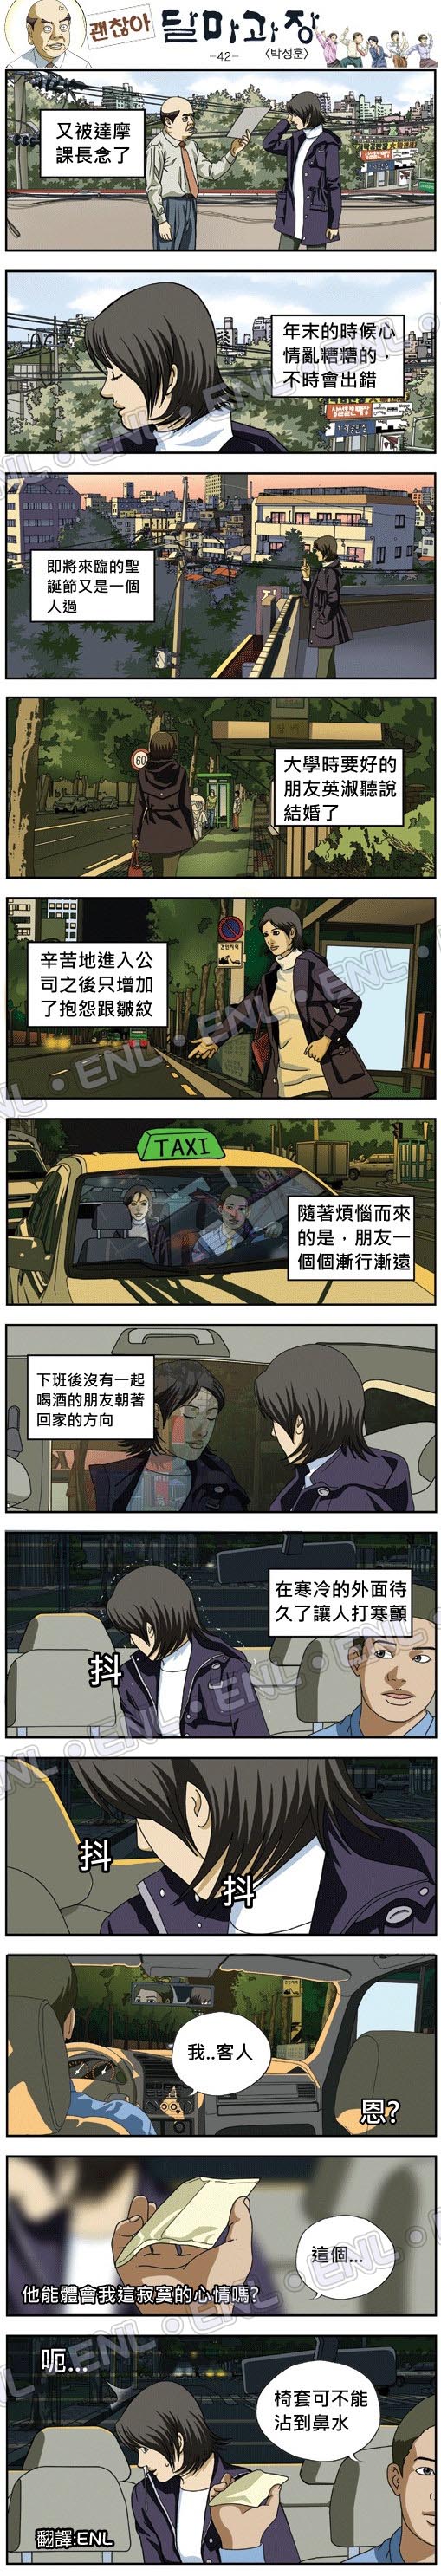 괜찮아 달마과장
-42-
<박성훈>
又被達摩
課長念了
年末的時候心
情亂糟糟的，
不時會出錯
即將來臨的聖
誕節又是一個
人過
60
大學時要好的
朋友英淑聽說
結婚了
辛苦地進入公
司之後只增加
了抱怨跟皺紋
견인지역
TAXI
隨著煩惱而來
的是，朋友一
個個漸行漸遠
下班後沒有一起
喝酒的朋友朝著
回家的方向
在寒冷的外面待
久了讓人打寒顫
抖
抖
抖
我..客人
恩?
這個...
他能體會我這寂寞的心情嗎?
呃...
椅套可不能
沾到鼻水
翻譯:ENL